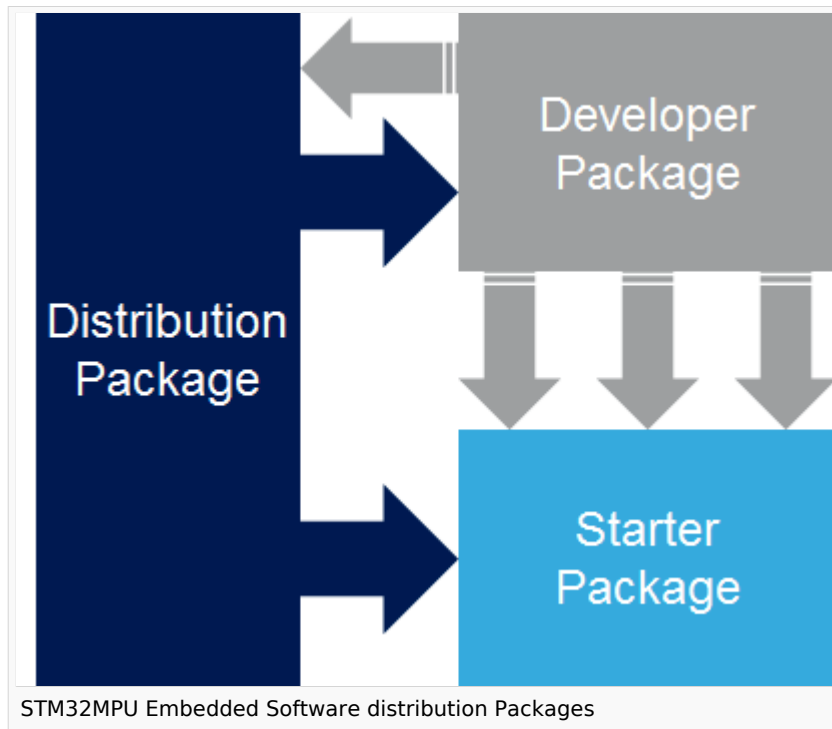 Developer
Package
Distribution
Package
Starter
Package
STM32MPU Embedded Software distribution Packages